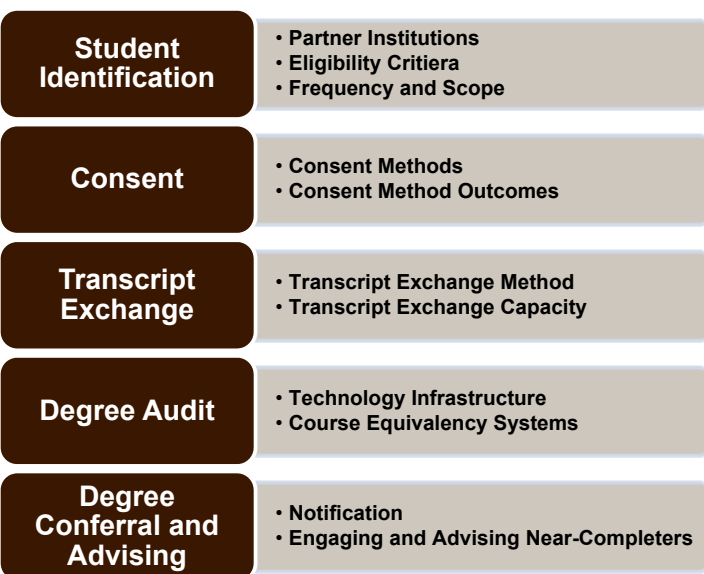 Student
Identification
• Partner Institutions
• Eligibility Critiera
• Frequency and Scope
Consent
• Consent Methods
• Consent Method Outcomes
Transcript
Exchange
• Transcript Exchange Method
• Transcript Exchange Capacity
Degree Audit
• Technology Infrastructure
• Course Equivalency Systems
Degree
Conferral and
Advising
• Notification
• Engaging and Advising Near-Completers